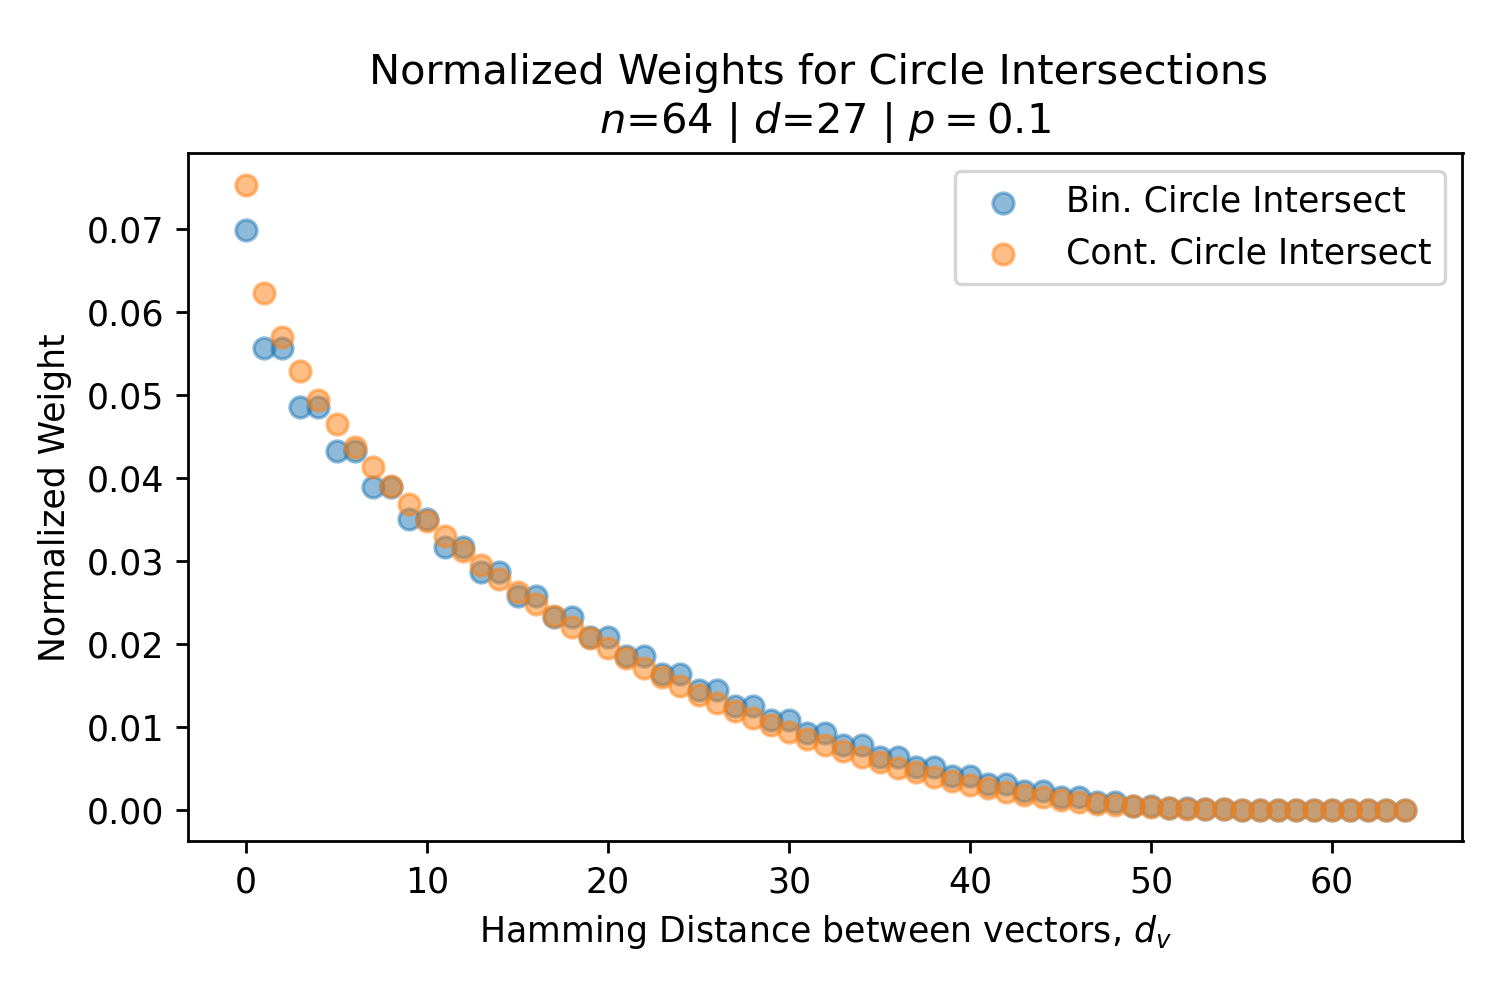 Normalized Weights for Circle Intersections
n=64 | d=27 | p = 0.1
Bin. Circle Intersect
Cont. Circle Intersect
Normalized Weight
0.07
0.06
0.05
0.04
0.03
0.02
0.01
0.00
0 10 20 30 40 50 60
Hamming Distance between vectors, d_v